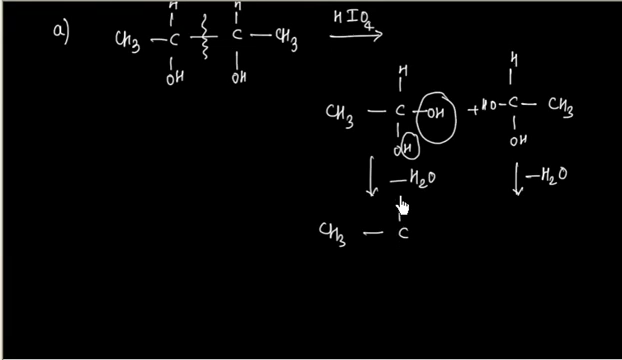 a) H H HIO4
CH3 — C — C — CH3
OH OH
H H
CH3 — C — OH + HO — C — CH3
OH OH
— H2O — H2O
CH3 — C